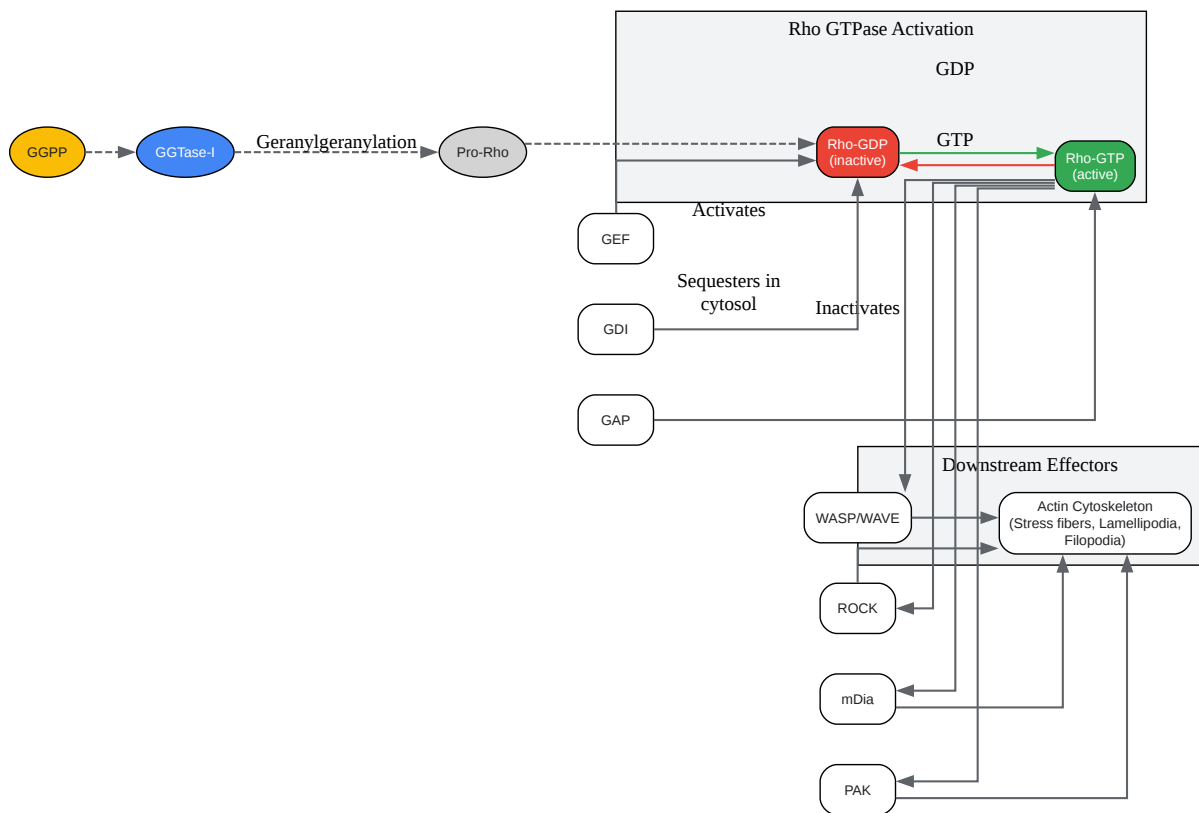 Rho GTPase Activation
GDP
GGPP
GGTase-I
Geranylgeranylation
Pro-Rho
Rho-GDP
(inactive)
GTP
Rho-GTP
(active)
Activates
GEF
Sequesters in
cytosol
Inactivates
GDI
GAP
Downstream Effectors
WASP/WAVE
Actin Cytoskeleton
(Stress fibers, Lamellipodia,
Filopodia)
ROCK
mDia
PAK